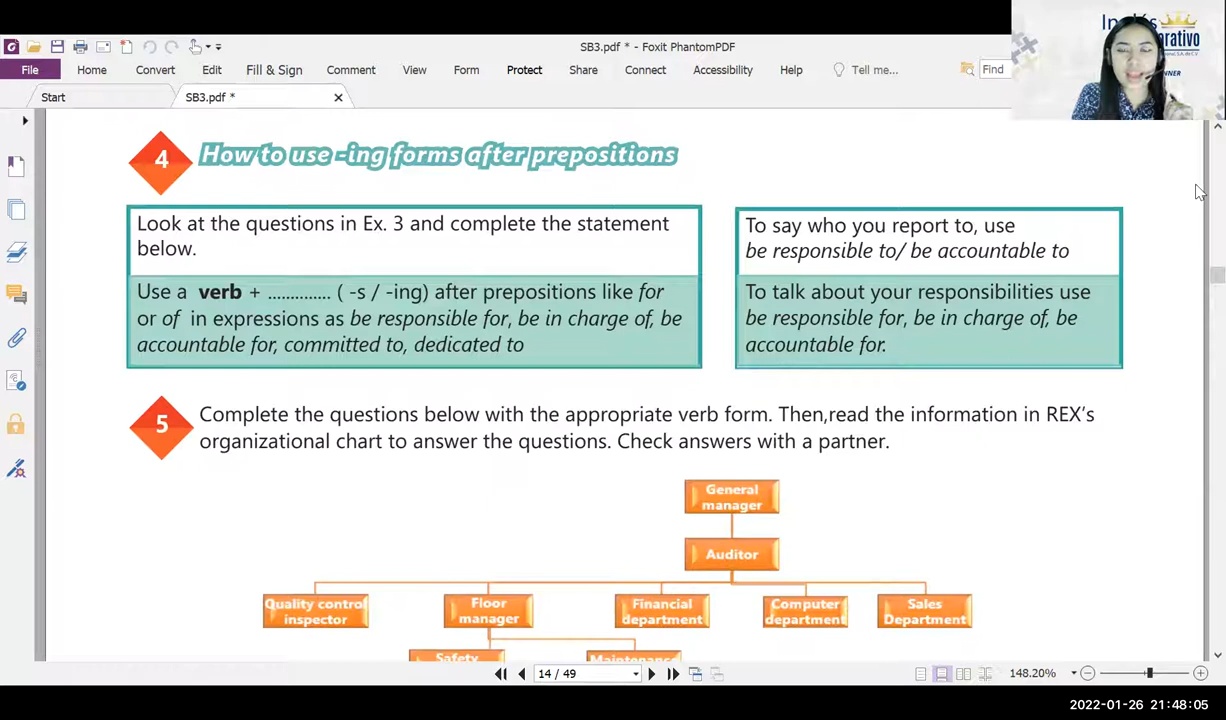 SB3.pdf * - Foxit PhantomPDF
File Home Convert Edit Fill & Sign Comment View Form Protect Share Connect Accessibility Help Tell me... Find
Start SB3.pdf *
4 How to use -ing forms after prepositions
Look at the questions in Ex. 3 and complete the statement
below.
Use a verb + .............. ( -s / -ing) after prepositions like for
or of in expressions as be responsible for, be in charge of, be
accountable for, committed to, dedicated to
To say who you report to, use
be responsible to/ be accountable to
To talk about your responsibilities use
be responsible for, be in charge of, be
accountable for.
5 Complete the questions below with the appropriate verb form. Then,read the information in REX's
organizational chart to answer the questions. Check answers with a partner.
General
manager
Auditor
Quality control
inspector
Floor
manager
Financial
department
Computer
department
Sales
Department
Safety
Maintenance
14 / 49
148.20%
2022-01-26 21:48:05